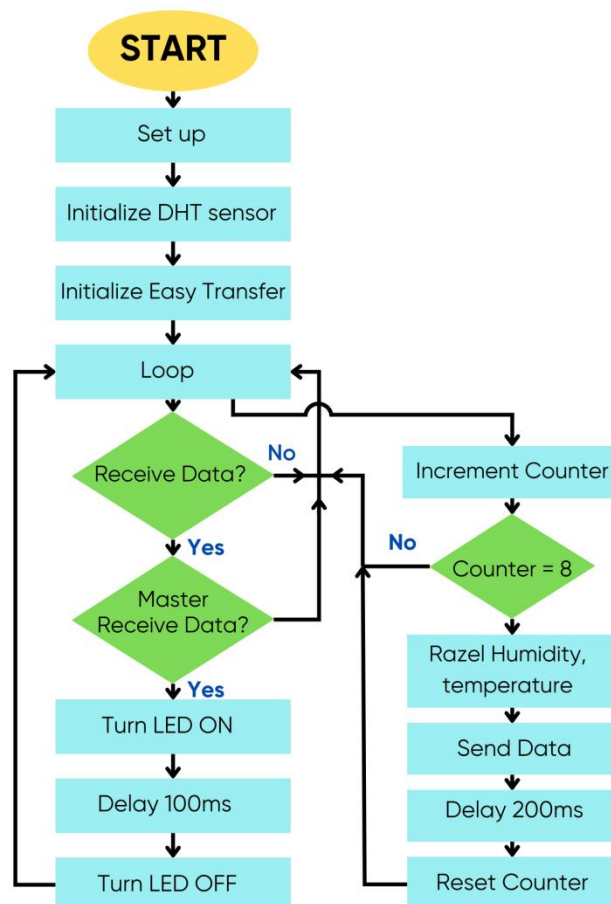 START
Set up
Initialize DHT sensor
Initialize Easy Transfer
Loop
Receive Data?
No
Yes
Master
Receive Data?
Yes
Turn LED ON
Delay 100ms
Turn LED OFF
Increment Counter
No
Counter = 8
Razel Humidity,
temperature
Send Data
Delay 200ms
Reset Counter